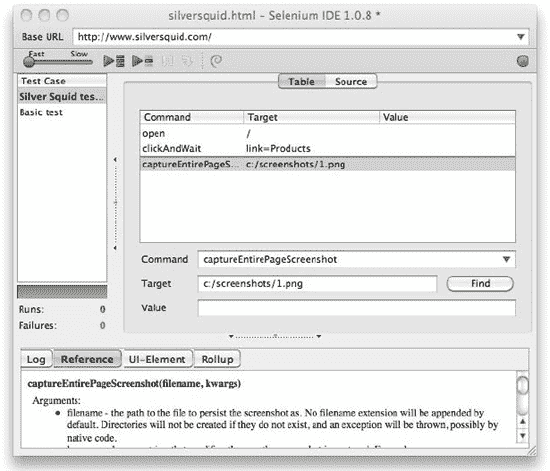 silversquid.html - Selenium IDE 1.0.8 *
Base URL http://www.silversquid.com/
Fast Slow
Test Case
Silver Squid tes...
Basic test
Table Source
Command Target Value
open /
clickAndWait link=Products
captureEntirePageS... c:/screenshots/1.png
Command captureEntirePageScreenshot
Target c:/screenshots/1.png Find
Value
Runs: 0
Failures: 0
Log Reference UI-Element Rollup
captureEntirePageScreenshot(filename, kwargs)
Arguments:
• filename - the path to the file to persist the screenshot as. No filename extension will be appended by
default. Directories will not be created if they do not exist, and an exception will be thrown, possibly by
native code.